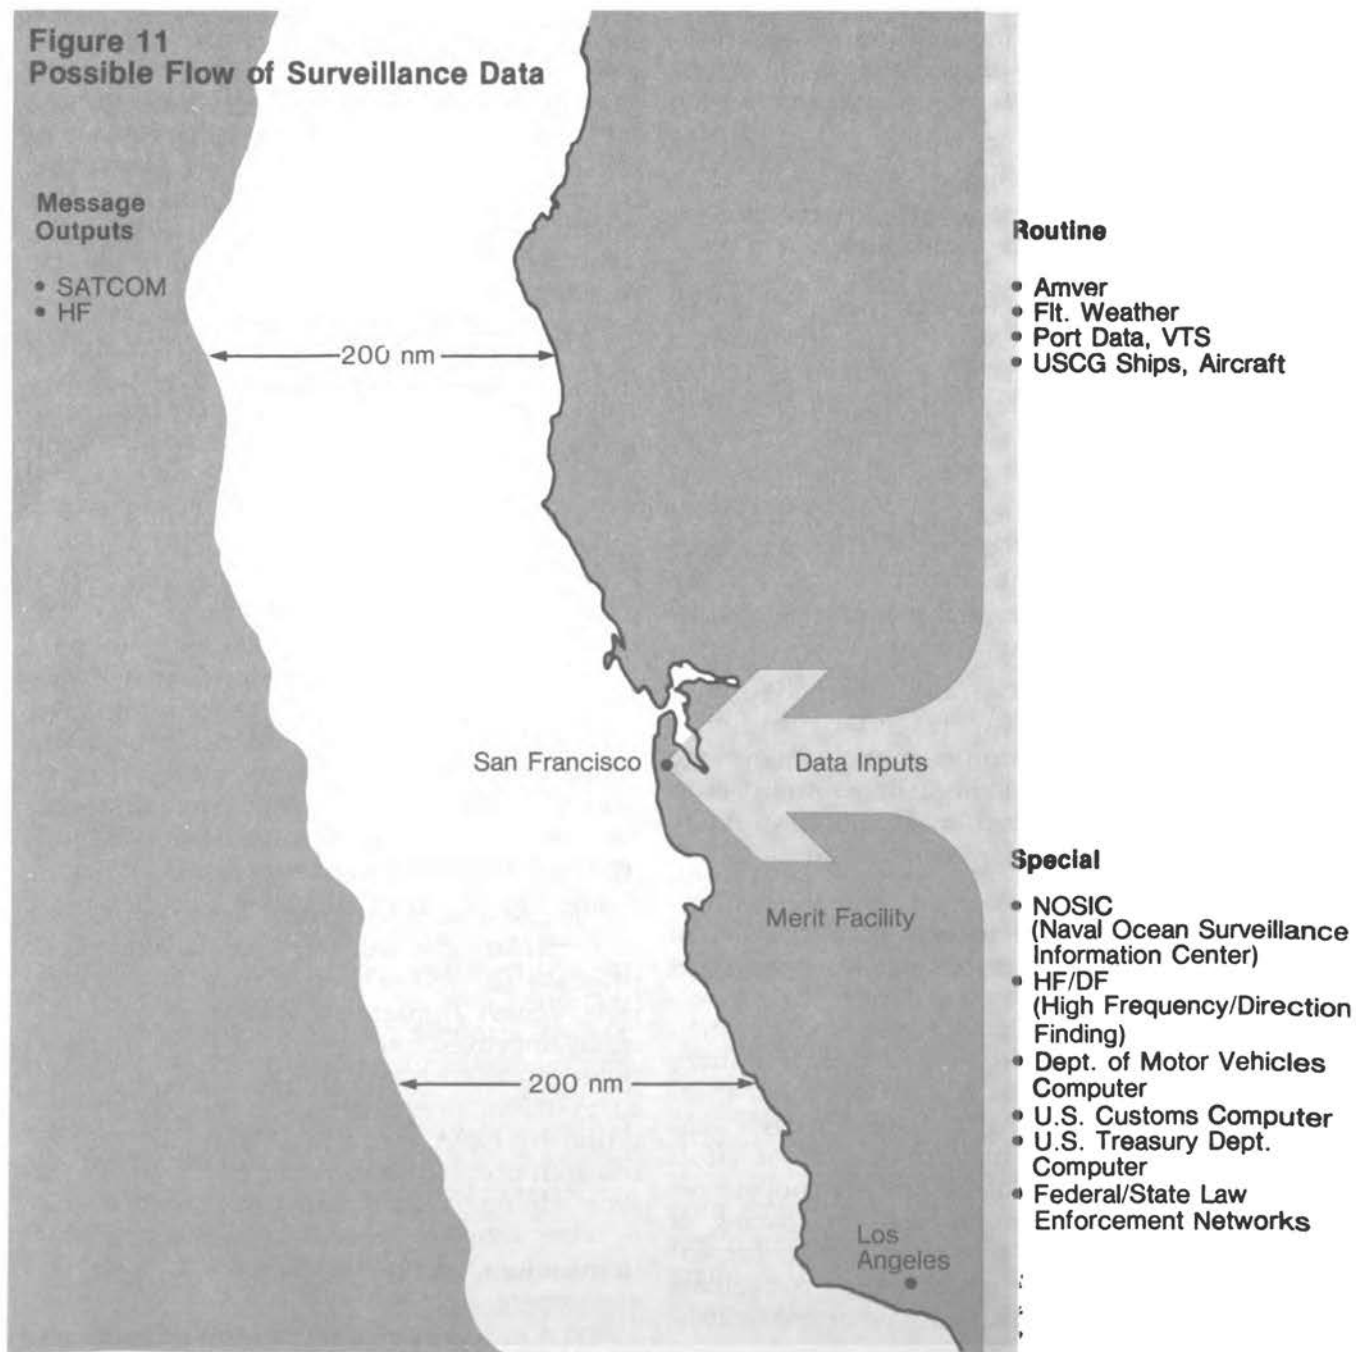 Figure 11
Possible Flow of Surveillance Data
Message
Outputs
• SATCOM
• HF
200 nm
San Francisco
Data Inputs
Merit Facility
200 nm
Los
Angeles
Routine
• Amver
• Flt. Weather
• Port Data, VTS
• USCG Ships, Aircraft
Special
• NOSIC
(Naval Ocean Surveillance
Information Center)
• HF/DF
(High Frequency/Direction
Finding)
• Dept. of Motor Vehicles
Computer
• U.S. Customs Computer
• U.S. Treasury Dept.
Computer
• Federal/State Law
Enforcement Networks